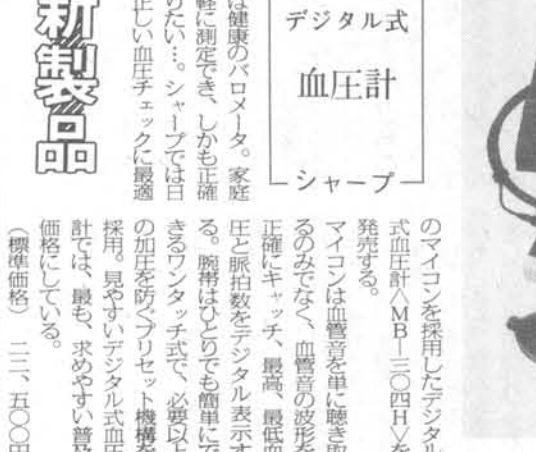 新製品
デジタル式
血圧計
シャープ
は健康のバロメータ。家庭
軽に測定でき、しかも正確
りたい…。シャープでは日
正しい血圧チェックに最適
のマイコンを採用したデジタル
式血圧計〈MB—三〇四H〉を
発売する。
マイコンは血管音を単に聴き取
るのみでなく、血管音の波形を
正確にキャッチ、最高、最低血
圧と脈拍数をデジタル表示す
る。腕帯はひとりでも簡単にで
きるワンタッチ式で、必要以上
の加圧を防ぐプリセット機構を
採用。見やすいデジタル式血圧
計では、最も、求めやすい普及
価格にしている。
（標準価格）　二二、五〇〇円